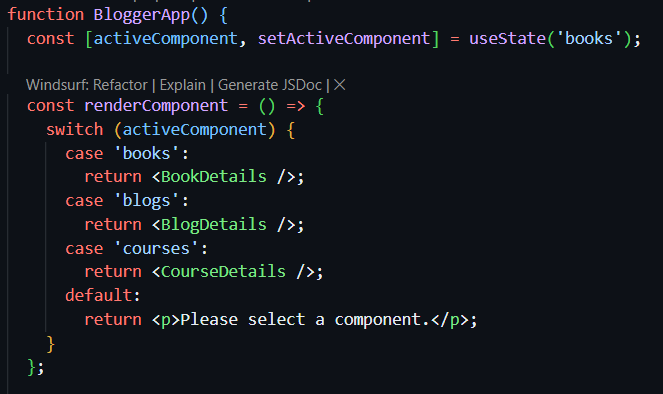 function BloggerApp() {
const [activeComponent, setActiveComponent] = useState('books');
Windsurf: Refactor | Explain | Generate JSDoc | ×
const renderComponent = () => {
switch (activeComponent) {
case 'books':
return <BookDetails />;
case 'blogs':
return <BlogDetails />;
case 'courses':
return <CourseDetails />;
default:
return <p>Please select a component.</p>;
}
};